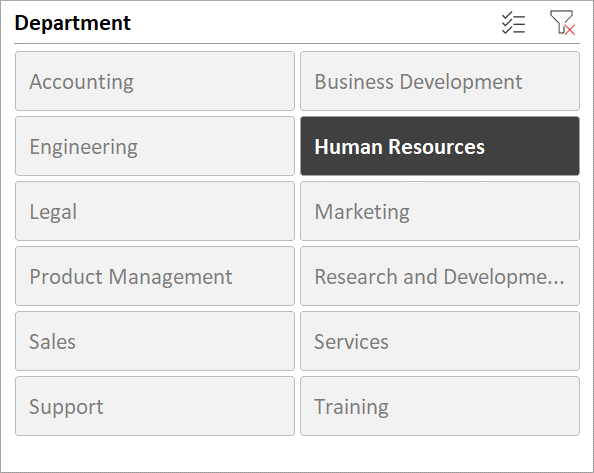 Department
Accounting
Business Development
Engineering
Human Resources
Legal
Marketing
Product Management
Research and Developme...
Sales
Services
Support
Training